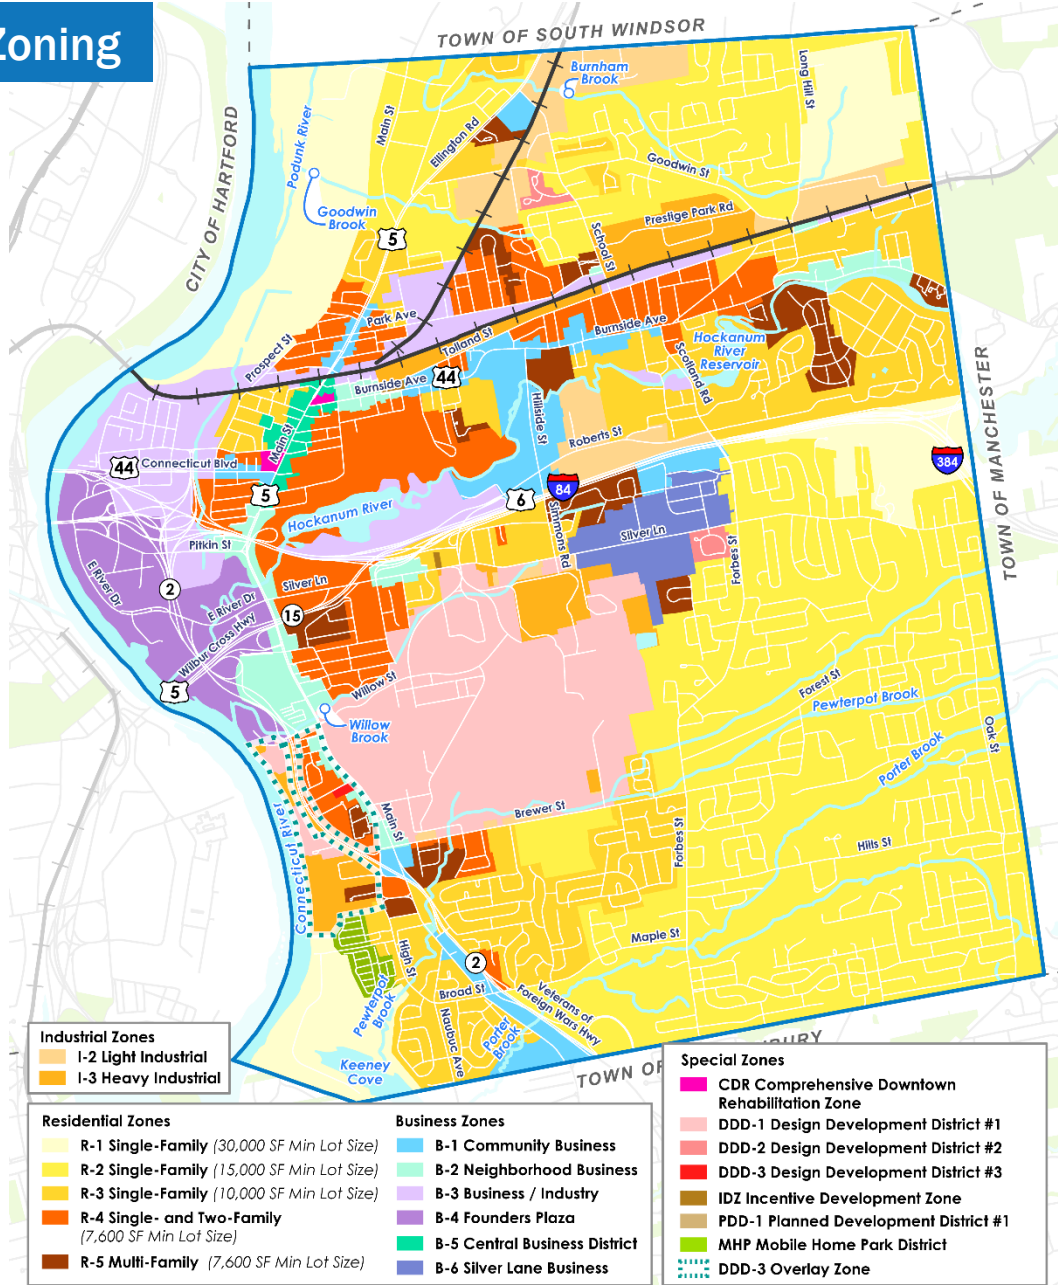 Zoning
TOWN OF SOUTH WINDSOR
Burnham
Brook
Long Hill St
CITY OF HARTFORD
Podunk River
Main St
Ellington Rd
Goodwin St
Goodwin
Brook
5
Prestige Park Rd
School St
Park Ave
Tolland St
Burnside Ave
Prospect St
Hockanum
River
Reservoir
Scotland Rd
Burnside Ave
44
TOWN OF MANCHESTER
Hillside St
Main St
Roberts St
44
Connecticut Blvd
384
5
6
84
Hockanum River
Simmons Rd
Silver Ln
Pitkin St
Forbes St
E River Dr
2
Silver Ln
E River Dr
15
Wilbur Cross Hwy
5
Willow St
Forest St
Pewterpot Brook
Willow
Brook
Oak St
Porter Brook
Connecticut River
Main St
Brewer St
Forbes St
Hills St
Maple St
High St
2
Pewterpot
Brook
Broad St
Veterans of
Foreign Wars Hwy
Naubuc Ave
Porter
Brook
Keeney
Cove
TOWN OF
BURY
Industrial Zones
I-2 Light Industrial
I-3 Heavy Industrial
Residential Zones
R-1 Single-Family (30,000 SF Min Lot Size)
R-2 Single-Family (15,000 SF Min Lot Size)
R-3 Single-Family (10,000 SF Min Lot Size)
R-4 Single- and Two-Family
(7,600 SF Min Lot Size)
R-5 Multi-Family (7,600 SF Min Lot Size)
Business Zones
B-1 Community Business
B-2 Neighborhood Business
B-3 Business / Industry
B-4 Founders Plaza
B-5 Central Business District
B-6 Silver Lane Business
Special Zones
CDR Comprehensive Downtown
Rehabilitation Zone
DDD-1 Design Development District #1
DDD-2 Design Development District #2
DDD-3 Design Development District #3
IDZ Incentive Development Zone
PDD-1 Planned Development District #1
MHP Mobile Home Park District
DDD-3 Overlay Zone